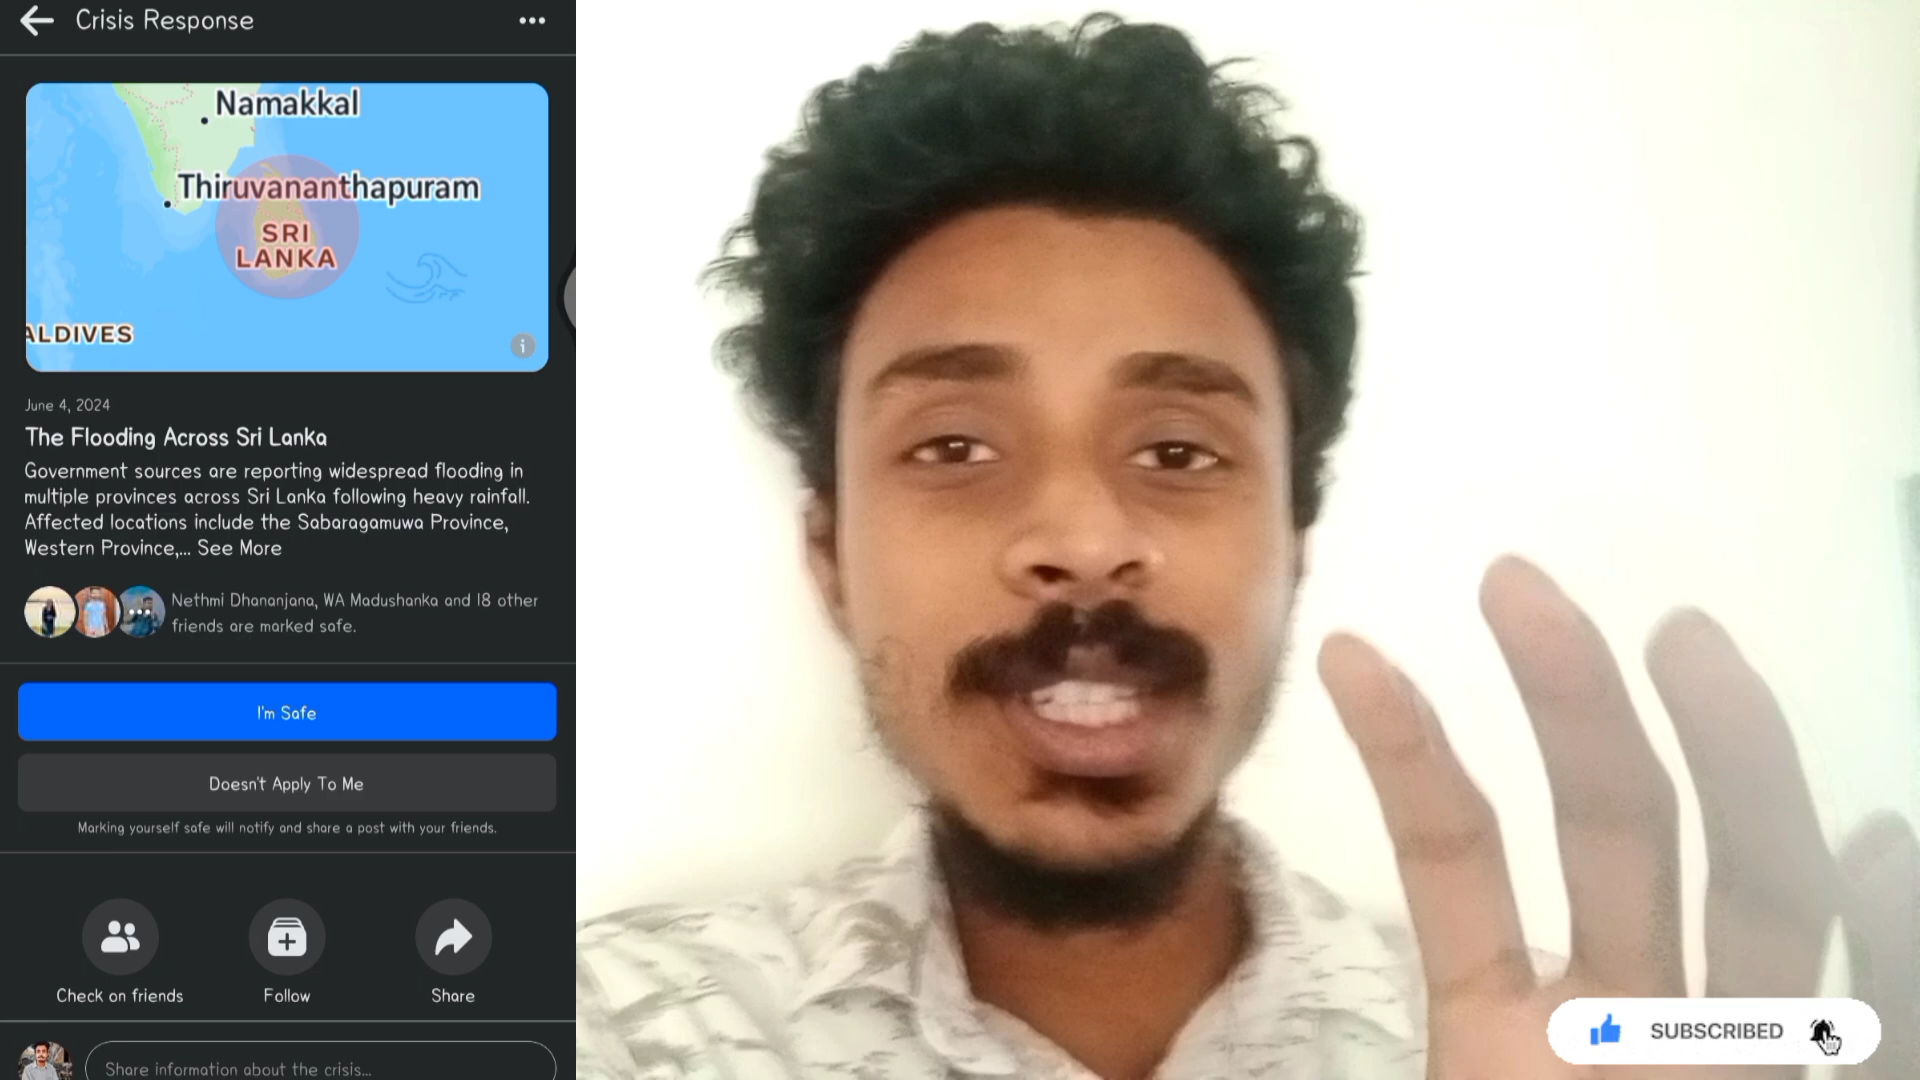 Crisis Response
Namakkal
Thiruvananthapuram
SRI
LANKA
ALDIVES
June 4, 2024
The Flooding Across Sri Lanka
Government sources are reporting widespread flooding in
multiple provinces across Sri Lanka following heavy rainfall.
Affected locations include the Sabaragamuwa Province,
Western Province,... See More
Nethmi Dhananjana, WA Madushanka and 18 other
friends are marked safe.
I'm Safe
Doesn't Apply To Me
Marking yourself safe will notify and share a post with your friends.
Check on friends
Follow
Share
Share information about the crisis...
SUBSCRIBED